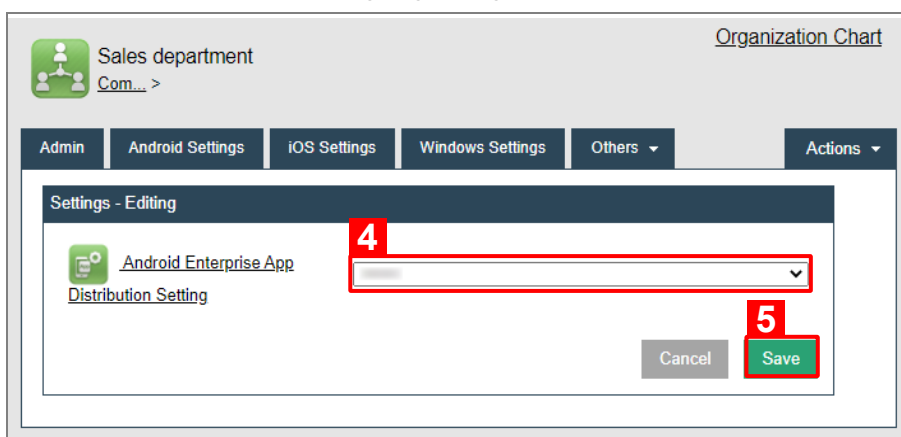 Organization Chart
Sales department
Com... >
Admin
Android Settings
iOS Settings
Windows Settings
Others
Actions
Settings - Editing
4
Android Enterprise App
Distribution Setting
5
Cancel
Save